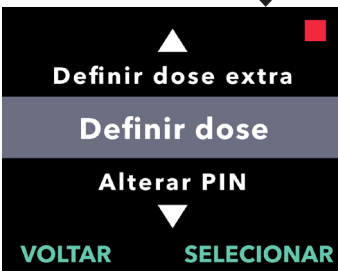 Definir dose extra
Definir dose
Alterar PIN
VOLTAR SELECIONAR